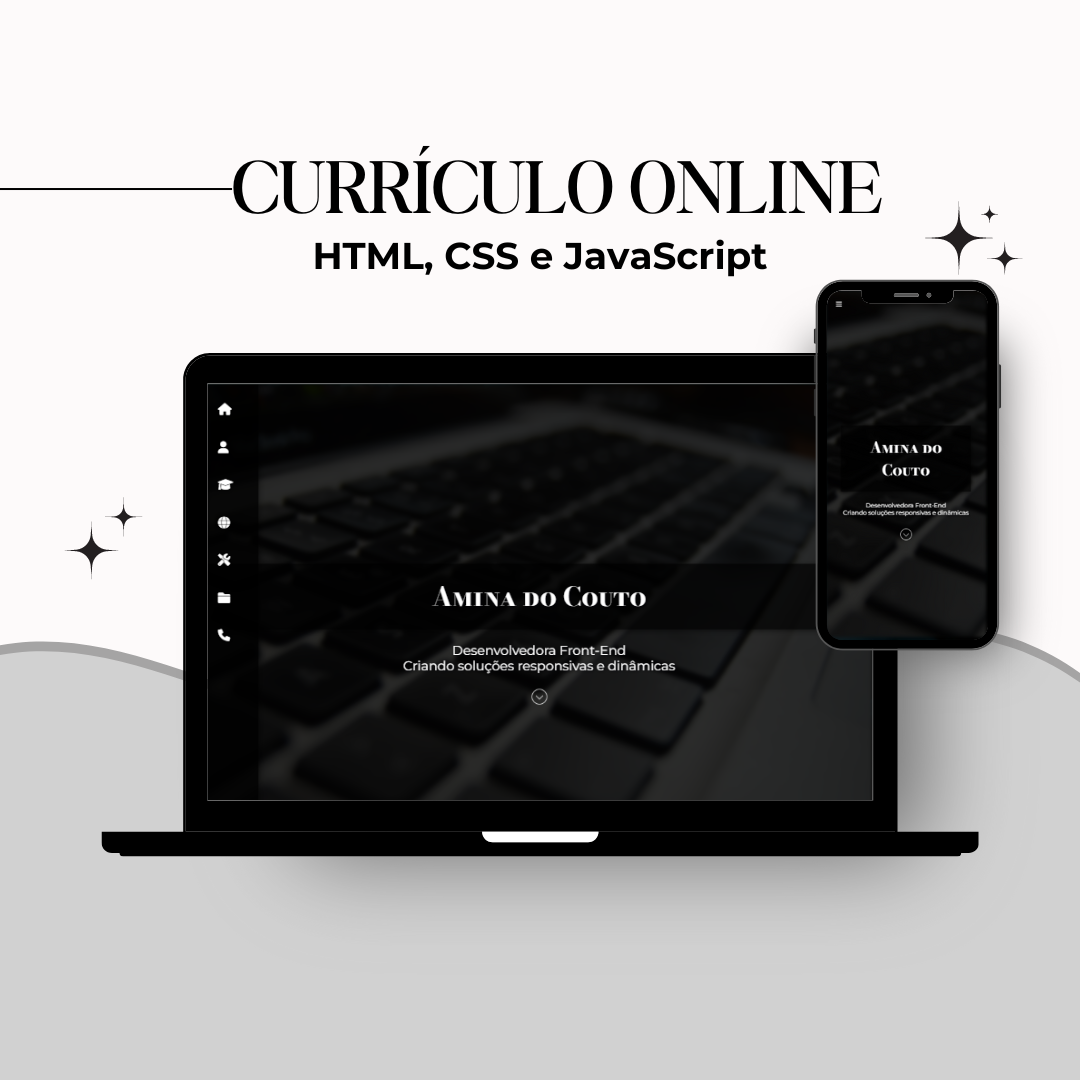 CURRÍCULO ONLINE
HTML, CSS e JavaScript
Amina do
Couto
Desenvolvedora Front-End
Criando soluções responsivas e dinâmicas
Amina do Couto
Desenvolvedora Front-End
Criando soluções responsivas e dinâmicas